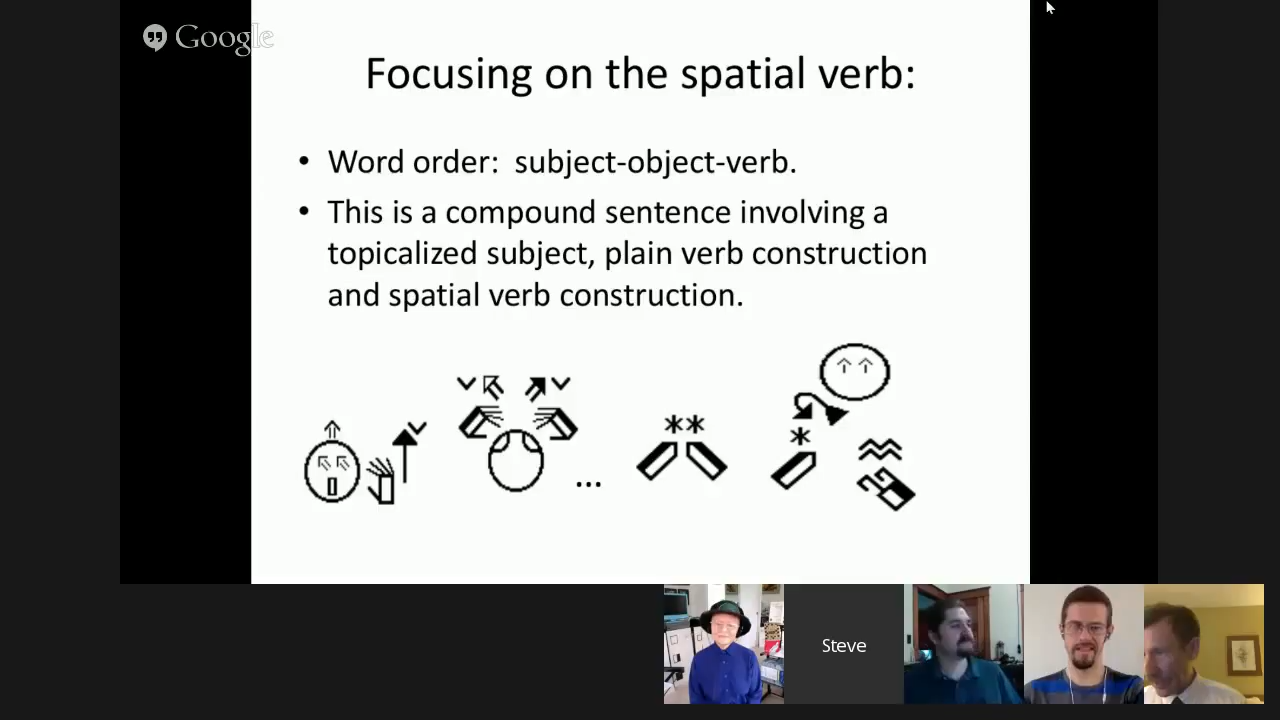 Google
Focusing on the spatial verb:
• Word order:  subject-object-verb.
• This is a compound sentence involving a
topicalized subject, plain verb construction
and spatial verb construction.
...
Steve